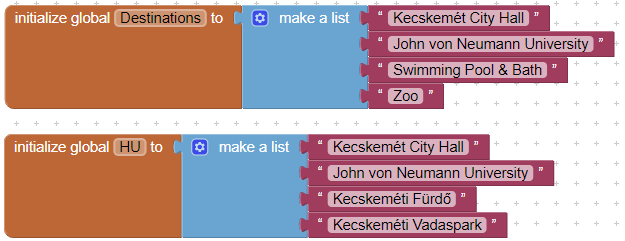 initialize global Destinations to make a list " Kecskemét City Hall "
" John von Neumann University "
" Swimming Pool & Bath "
" Zoo "
initialize global HU to make a list " Kecskemét City Hall "
" John von Neumann University "
" Kecskeméti Fürdő "
" Kecskeméti Vadaspark "